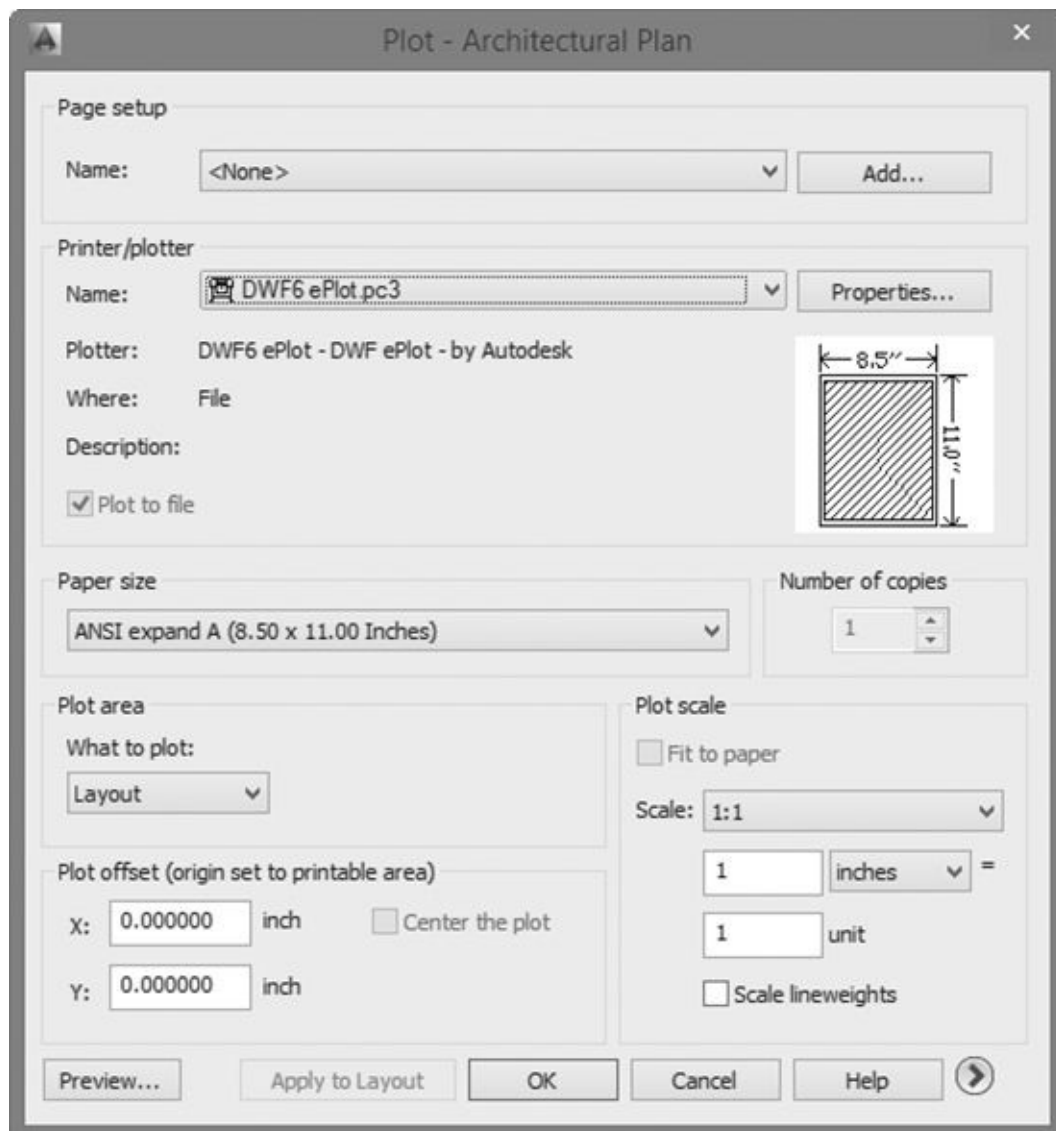 Plot - Architectural Plan
Page setup
Name: <None> Add...
Printer/plotter
Name: DWF6 ePlot.pc3 Properties...
Plotter: DWF6 ePlot - DWF ePlot - by Autodesk
Where: File
Description:
Plot to file
8.5"
11.0"
Paper size
ANSI expand A (8.50 x 11.00 Inches)
Number of copies
1
Plot area
What to plot:
Layout
Plot scale
Fit to paper
Scale: 1:1
1 inches =
1 unit
Scale lineweights
Plot offset (origin set to printable area)
X: 0.000000 inch Center the plot
Y: 0.000000 inch
Preview... Apply to Layout OK Cancel Help